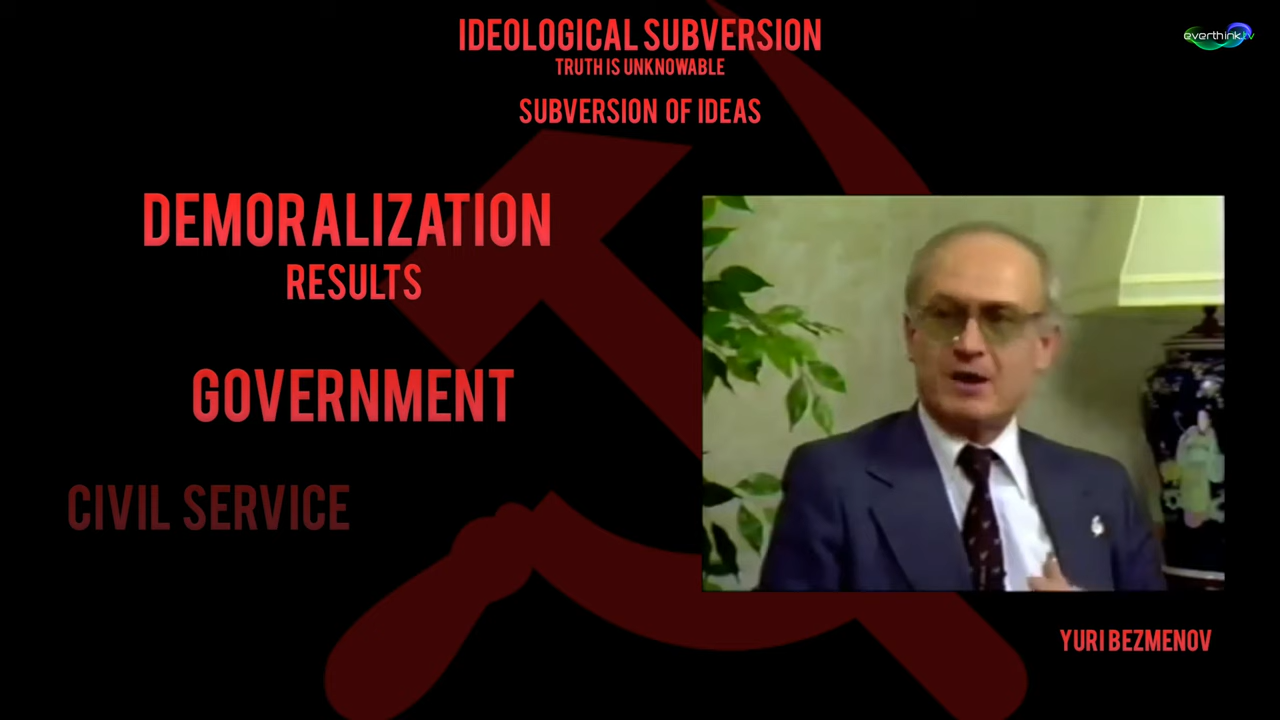 IDEOLOGICAL SUBVERSION
TRUTH IS UNKNOWABLE
SUBVERSION OF IDEAS
everthink.tv
DEMORALIZATION
RESULTS
GOVERNMENT
CIVIL SERVICE
YURI BEZMENOV